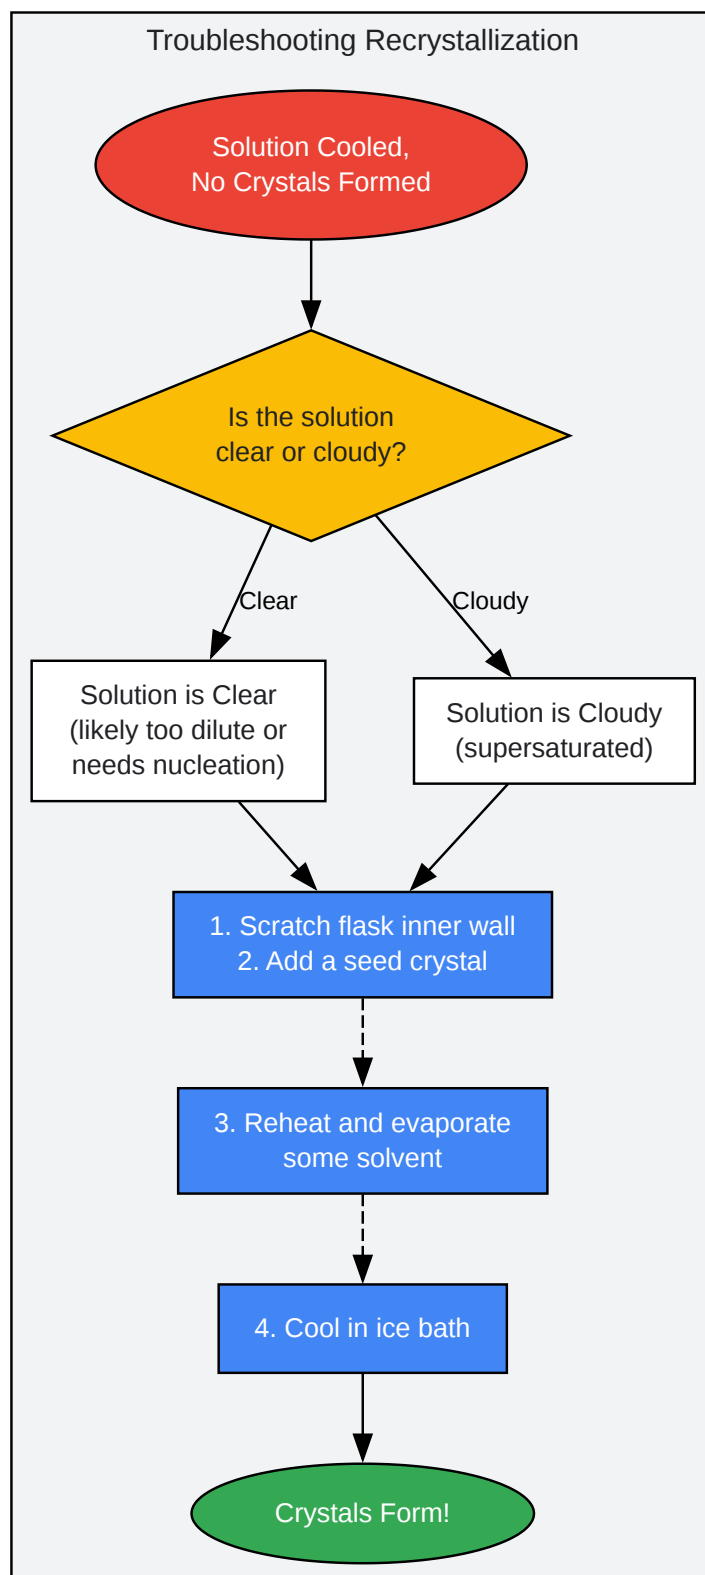 Troubleshooting Recrystallization
Solution Cooled,
No Crystals Formed
Is the solution
clear or cloudy?
Clear
Cloudy
Solution is Clear
(likely too dilute or
needs nucleation)
Solution is Cloudy
(supersaturated)
1. Scratch flask inner wall
2. Add a seed crystal
3. Reheat and evaporate
some solvent
4. Cool in ice bath
Crystals Form!